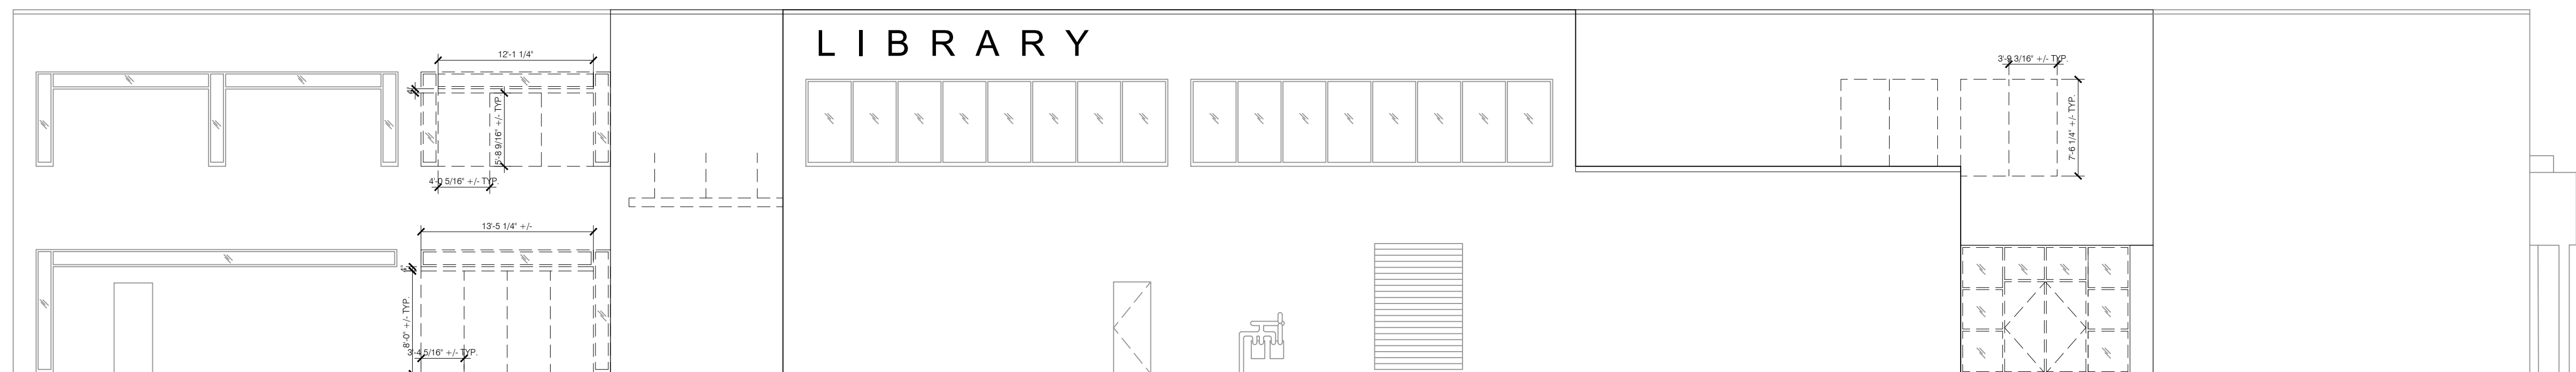 LIBRARY
12'-1 1/4"
3'-9 3/16" +/- TYP.
5'-8 9/16" +/- TYP.
7'-6 1/4" +/- TYP.
4'-0 5/16" +/- TYP.
13'-5 1/4" +/-
8'-0" +/- TYP.
3'-4 5/16" +/- TYP.